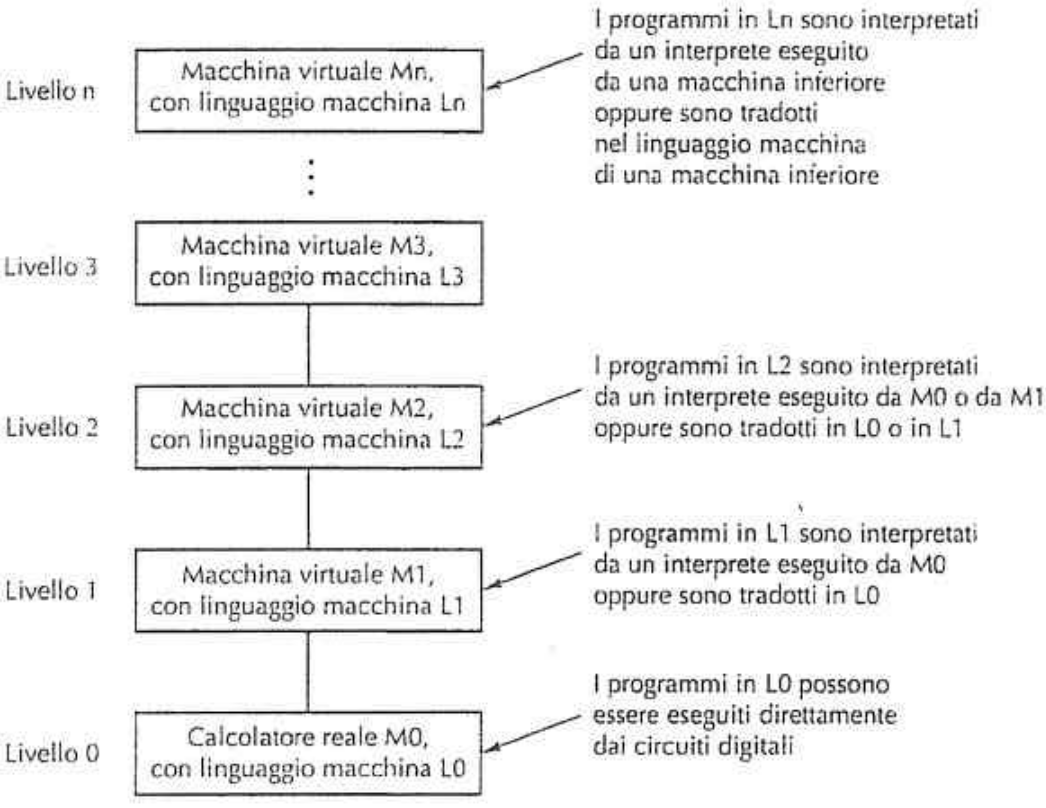 I programmi in Ln sono interpretati
da un interprete eseguito
da una macchina inferiore
oppure sono tradotti
nel linguaggio macchina
di una macchina inferiore
Livello n
Macchina virtuale Mn,
con linguaggio macchina Ln
Livello 3
Macchina virtuale M3,
con linguaggio macchina L3
I programmi in L2 sono interpretati
da un interprete eseguito da M0 o da M1
oppure sono tradotti in L0 o in L1
Livello 2
Macchina virtuale M2,
con linguaggio macchina L2
I programmi in L1 sono interpretati
da un interprete eseguito da M0
oppure sono tradotti in L0
Livello 1
Macchina virtuale M1,
con linguaggio macchina L1
I programmi in L0 possono
essere eseguiti direttamente
dai circuiti digitali
Livello 0
Calcolatore reale M0,
con linguaggio macchina L0